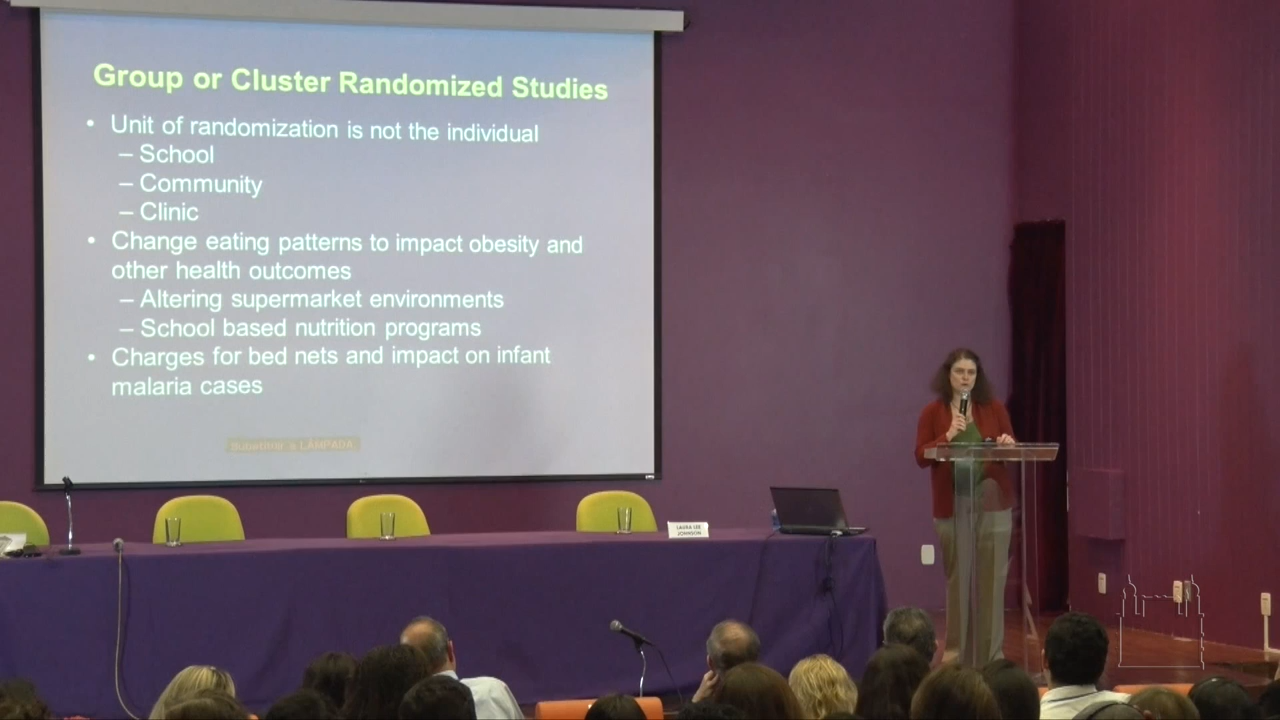 Group or Cluster Randomized Studies
• Unit of randomization is not the individual
– School
– Community
– Clinic
• Change eating patterns to impact obesity and
other health outcomes
– Altering supermarket environments
– School based nutrition programs
• Charges for bed nets and impact on infant
malaria cases
Substituir a LÂMPADA
LAURA LEE
JOHNSON